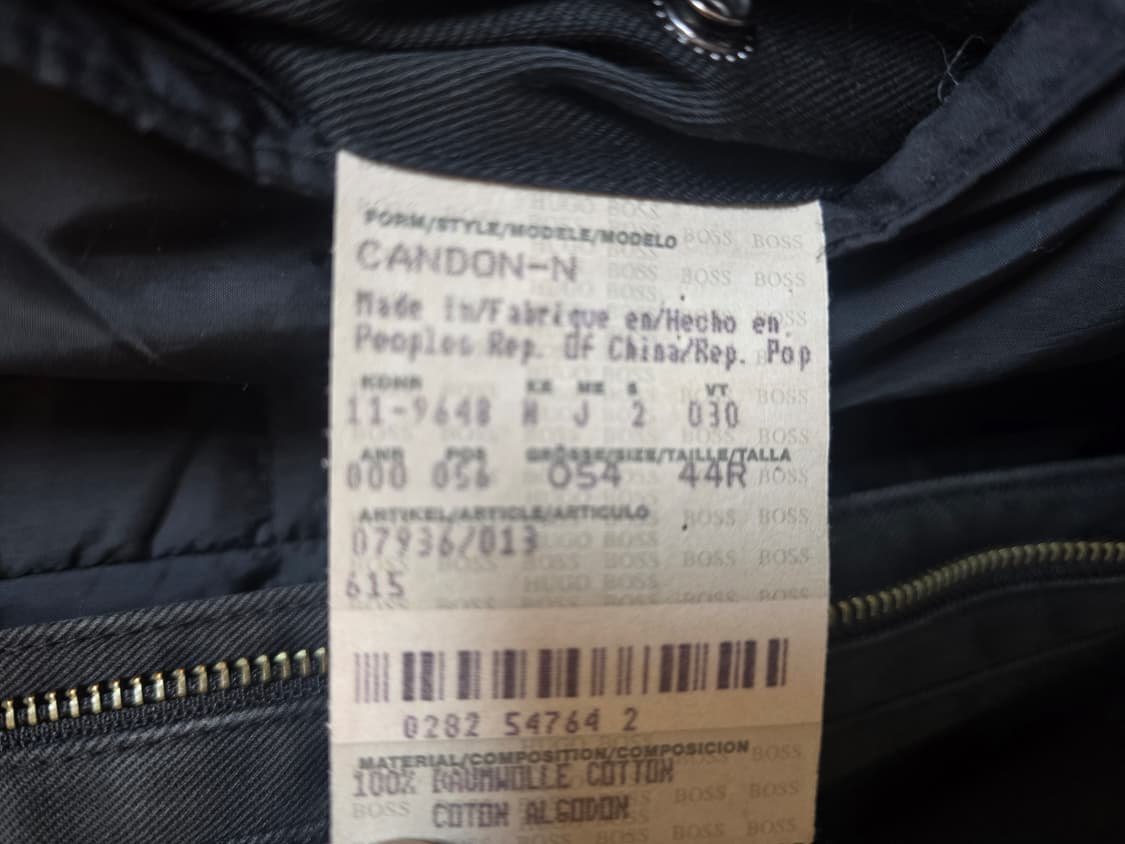 FORM/STYLE/MODELE/MODELO
CANDON-N
Made in/Fabrique en/Hecho en
Peoples Rep. Of China/Rep. Pop
KDNR KE ME S VT
11-9648 H J 2 030
ANR POS GRÖSSE/SIZE/TAILLE/TALLA
000 056 054 44R
ARTIKEL/ARTICLE/ARTICULO
07936/013
615
0282 54764 2
MATERIAL/COMPOSITION/COMPOSICION
100% BAUMWOLLE COTTON
COTON ALGODON